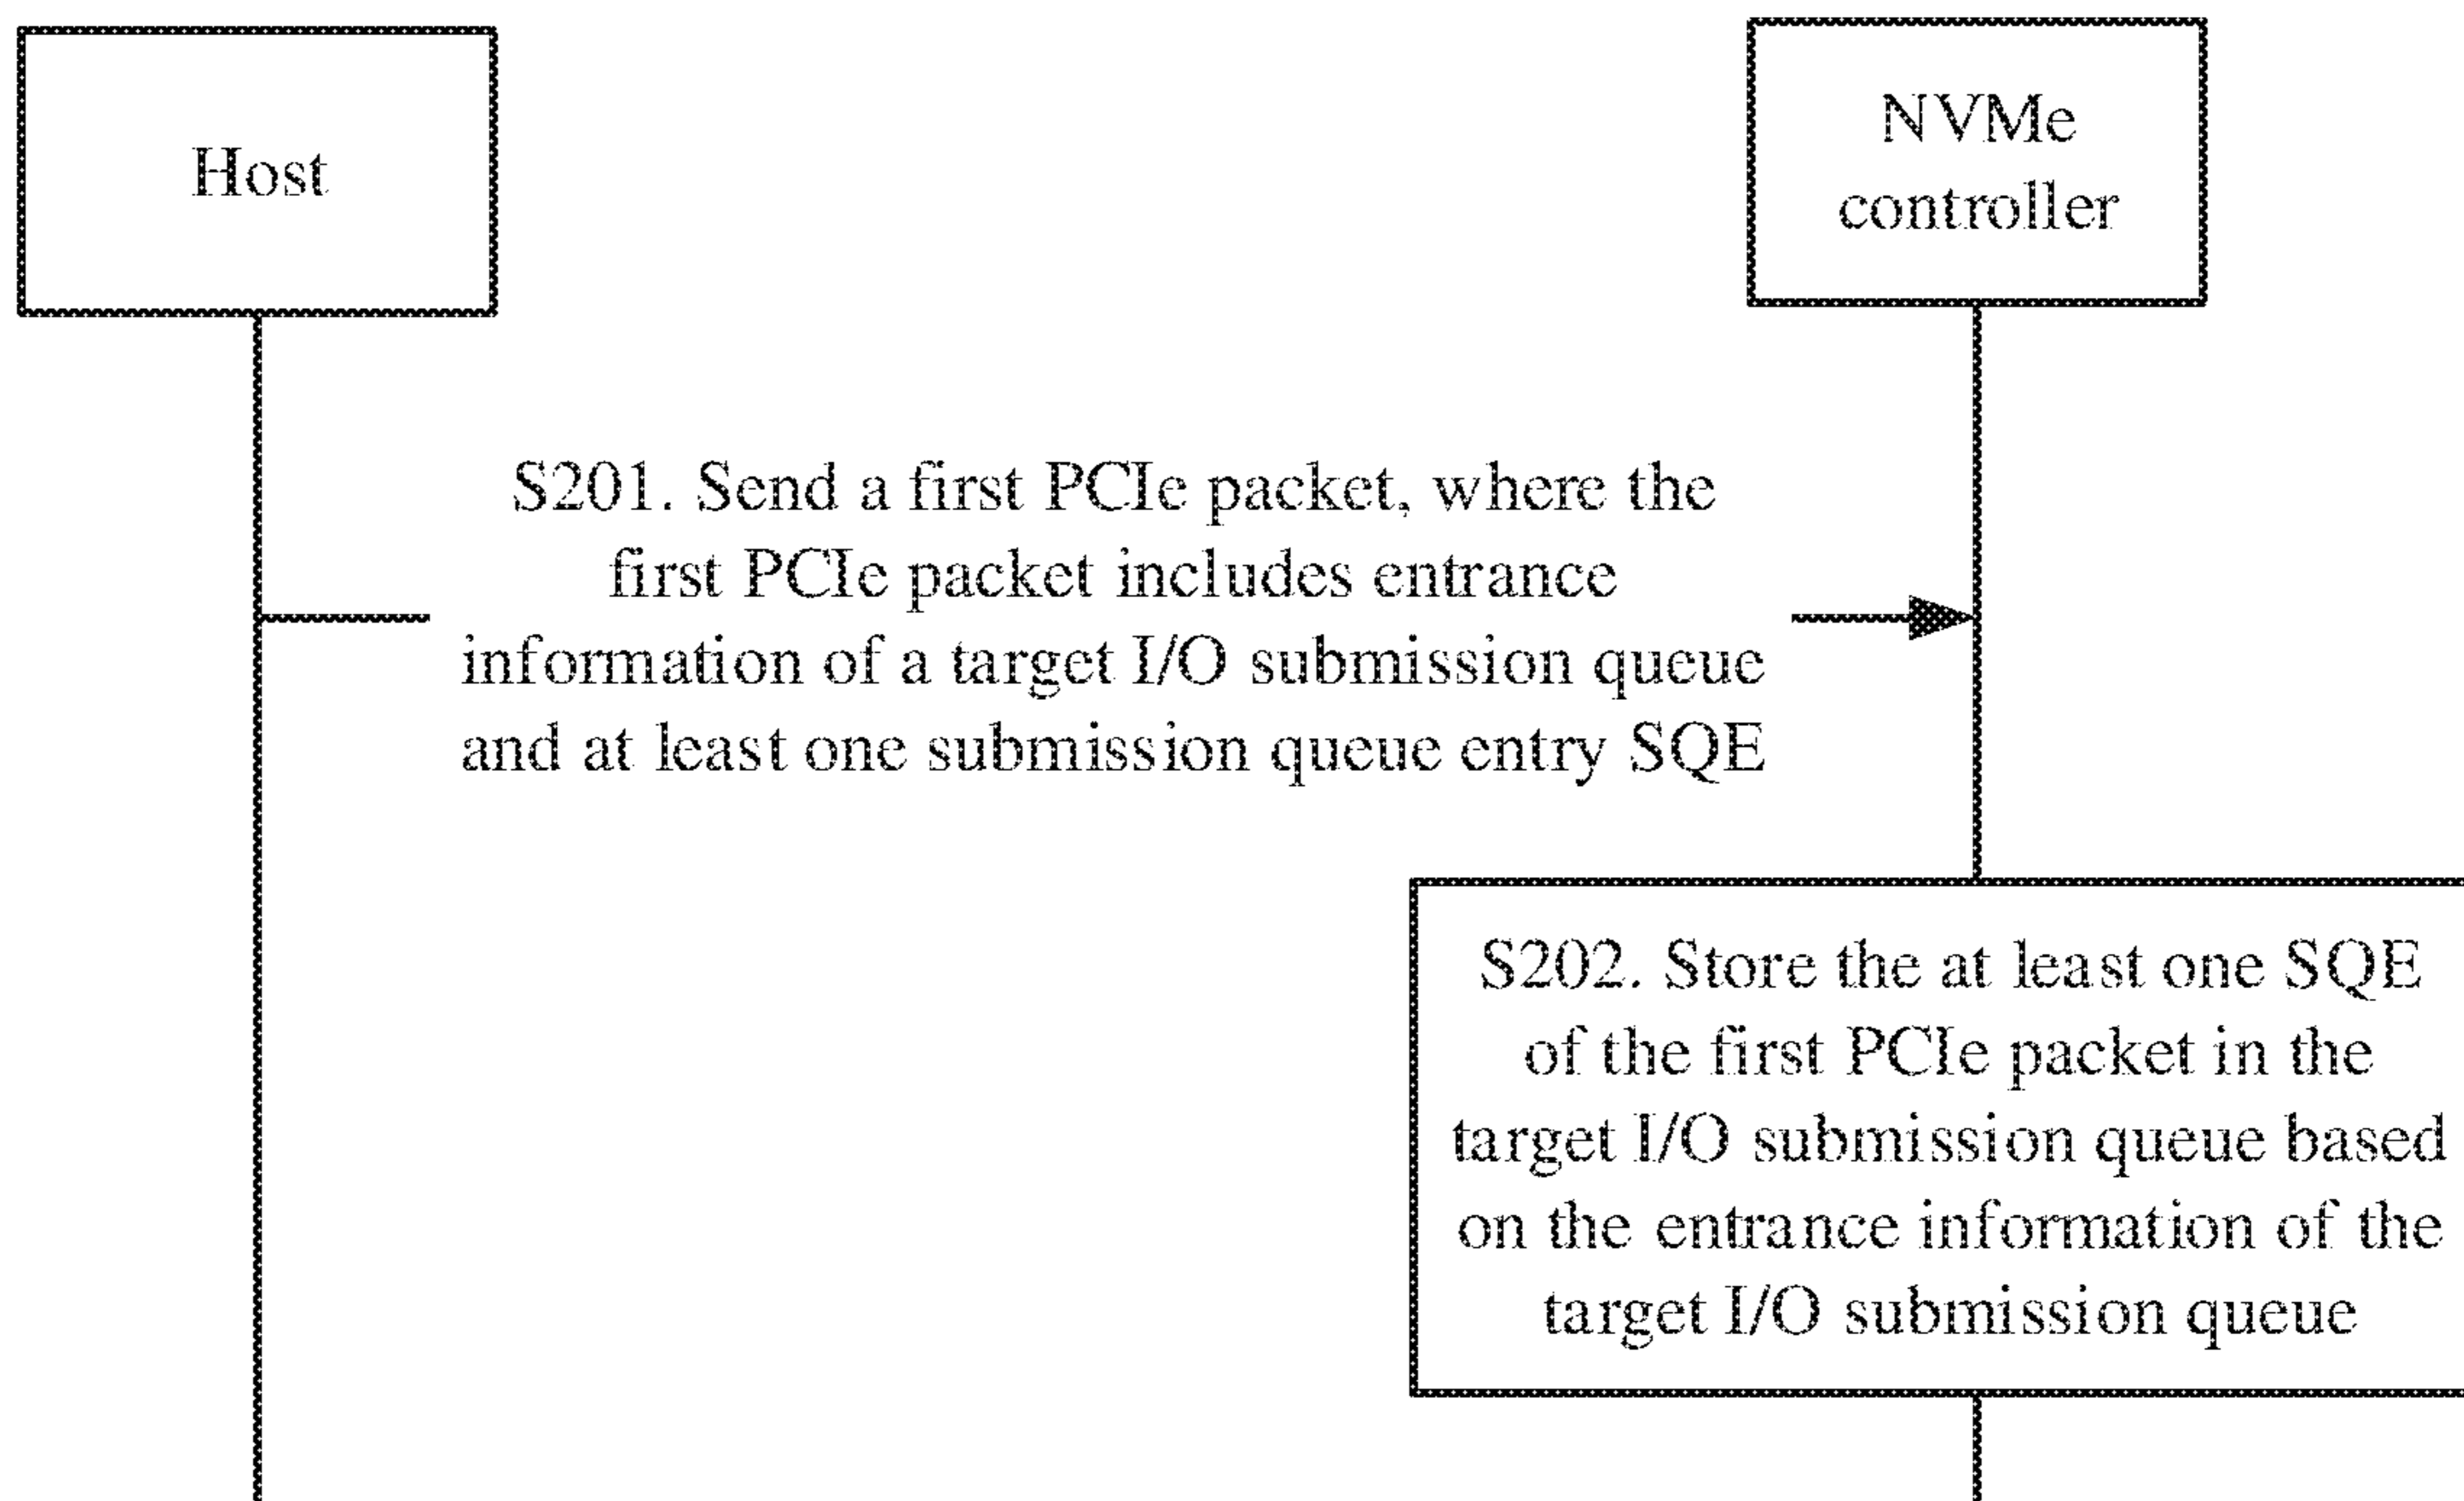 Host
NVMe
controller
S201. Send a first PCIe packet, where the
first PCIe packet includes entrance
information of a target I/O submission queue
and at least one submission queue entry SQE
S202. Store the at least one SQE
of the first PCIe packet in the
target I/O submission queue based
on the entrance information of the
target I/O submission queue